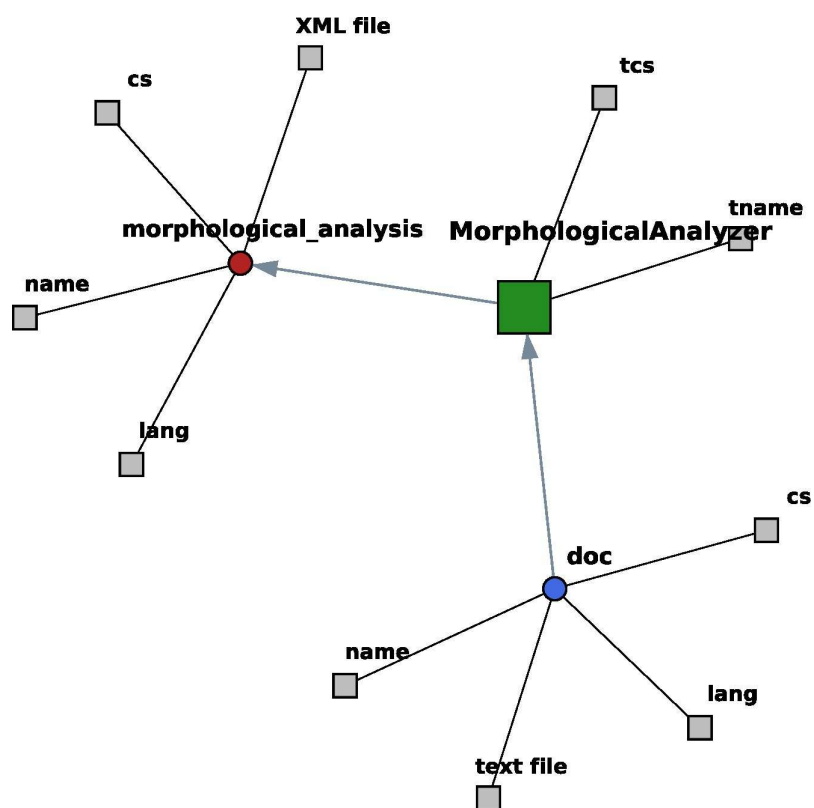 XML file
tcs
cs
tname
morphological_analysis
MorphologicalAnalyzer
name
lang
cs
doc
name
lang
text file